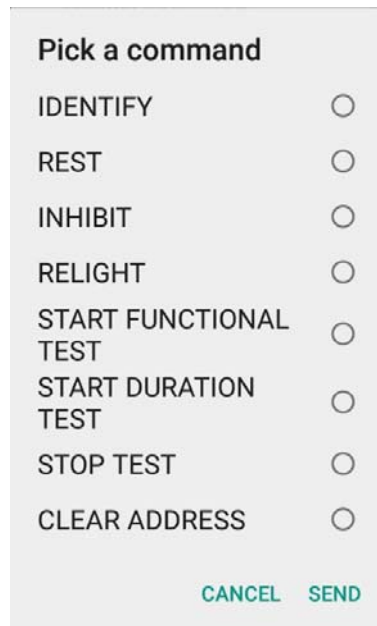 Pick a command
IDENTIFY
REST
INHIBIT
RELIGHT
START FUNCTIONAL
TEST
START DURATION
TEST
STOP TEST
CLEAR ADDRESS
CANCEL SEND